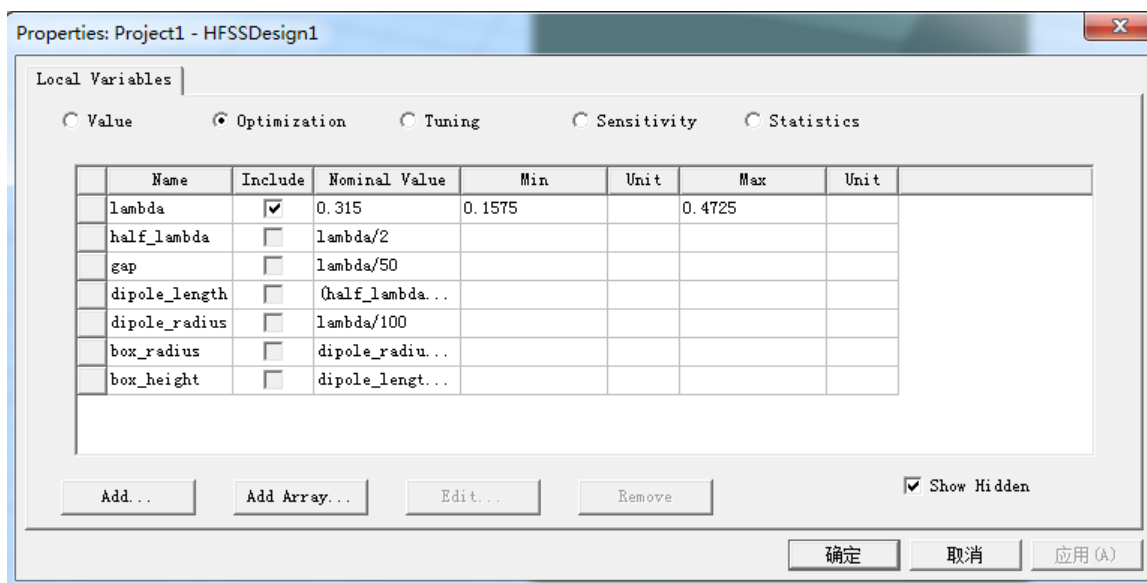 Properties: Project1 - HFSSDesign1
Local Variables
Value Optimization Tuning Sensitivity Statistics
Name Include Nominal Value Min Unit Max Unit
lambda 0.315 0.1575 0.4725
half_lambda lambda/2
gap lambda/50
dipole_length (half_lambda...
dipole_radius lambda/100
box_radius dipole_radiu...
box_height dipole_lengt...
Add... Add Array... Edit... Remove Show Hidden
确定 取消 应用(A)